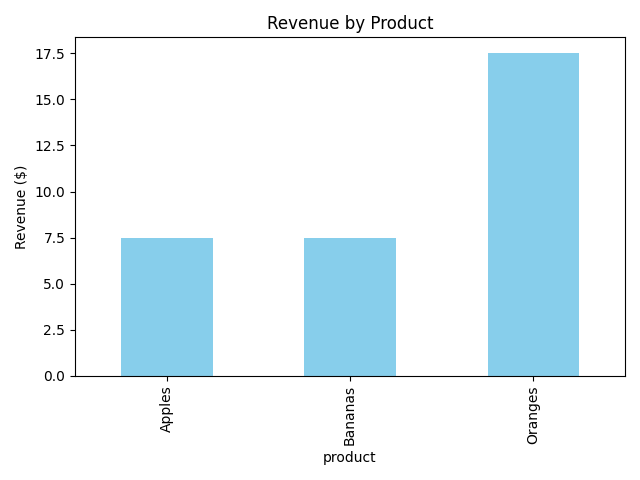 Revenue by Product
Revenue ($)
17.5
15.0
12.5
10.0
7.5
5.0
2.5
0.0
Apples
Bananas
Oranges
product